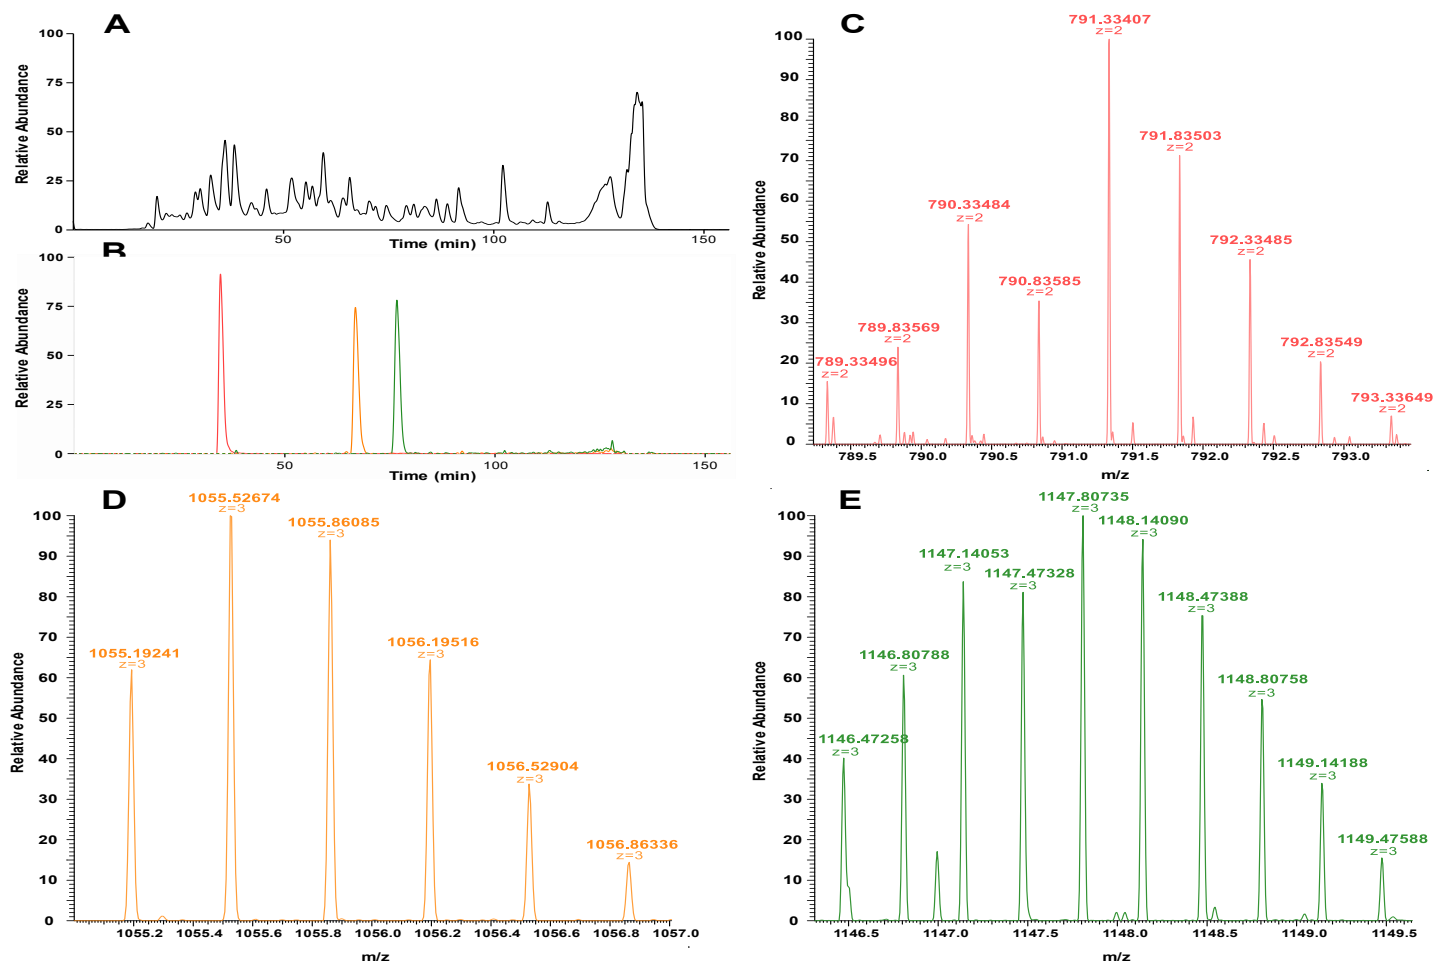 A
Relative Abundance
100
75
50
25
0
50
100
150
Time (min)
B
Relative Abundance
100
75
50
25
0
50
100
150
C
Relative Abundance
100
90
80
70
60
50
40
30
20
10
0
789.33496
z=2
789.83569
z=2
790.33484
z=2
790.83585
z=2
791.33407
z=2
791.83503
z=2
792.33485
z=2
792.83549
z=2
793.33649
z=2
789.5 790.0 790.5 791.0 791.5 792.0 792.5 793.0
m/z
D
Relative Abundance
100
90
80
70
60
50
40
30
20
10
0
1055.19241
z=3
1055.52674
z=3
1055.86085
z=3
1056.19516
z=3
1056.52904
z=3
1056.86336
z=3
1055.2 1055.4 1055.6 1055.8 1056.0 1056.2 1056.4 1056.6 1056.8 1057.0
m/z
E
Relative Abundance
100
90
80
70
60
50
40
30
20
10
0
1146.47258
z=3
1146.80788
z=3
1147.14053
z=3
1147.47328
z=3
1147.80735
z=3
1148.14090
z=3
1148.47388
z=3
1148.80758
z=3
1149.14188
z=3
1149.47588
z=3
1146.5 1147.0 1147.5 1148.0 1148.5 1149.0 1149.5
m/z